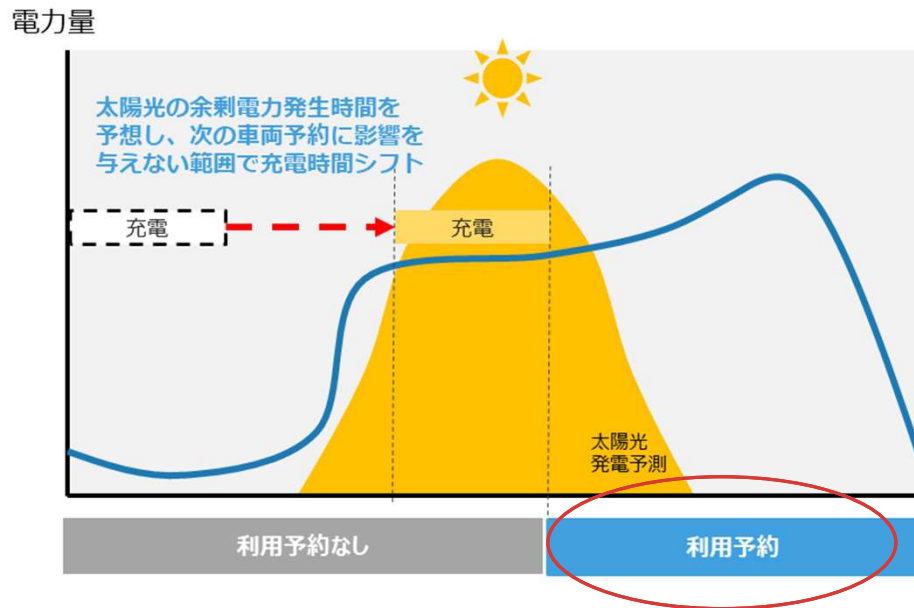 電力量
太陽光の余剰電力発生時間を
予想し、次の車両予約に影響を
与えない範囲で充電時間シフト
充電
充電
太陽光
発電予測
利用予約なし
利用予約